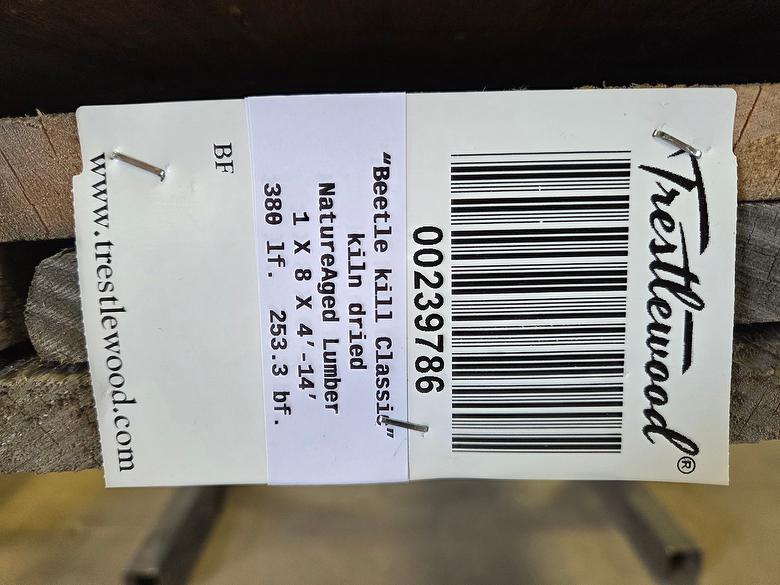 Trestlewood®
00239786
"Beetle kill Classic"
kiln dried
NatureAged Lumber
1 X 8 X 4'-14'
380 lf. 253.3 bf.
BF
www.trestlewood.com